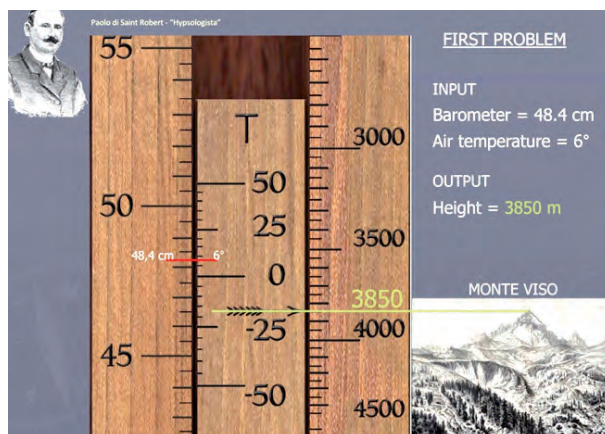 Paolo di Saint Robert - "Hypsologista"
FIRST PROBLEM
INPUT
Barometer = 48.4 cm
Air temperature = 6°
OUTPUT
Height = 3850 m
MONTE VISO
55
50
45
48,4 cm
6°
T
50
25
0
-25
-50
3000
3500
3850
4000
4500